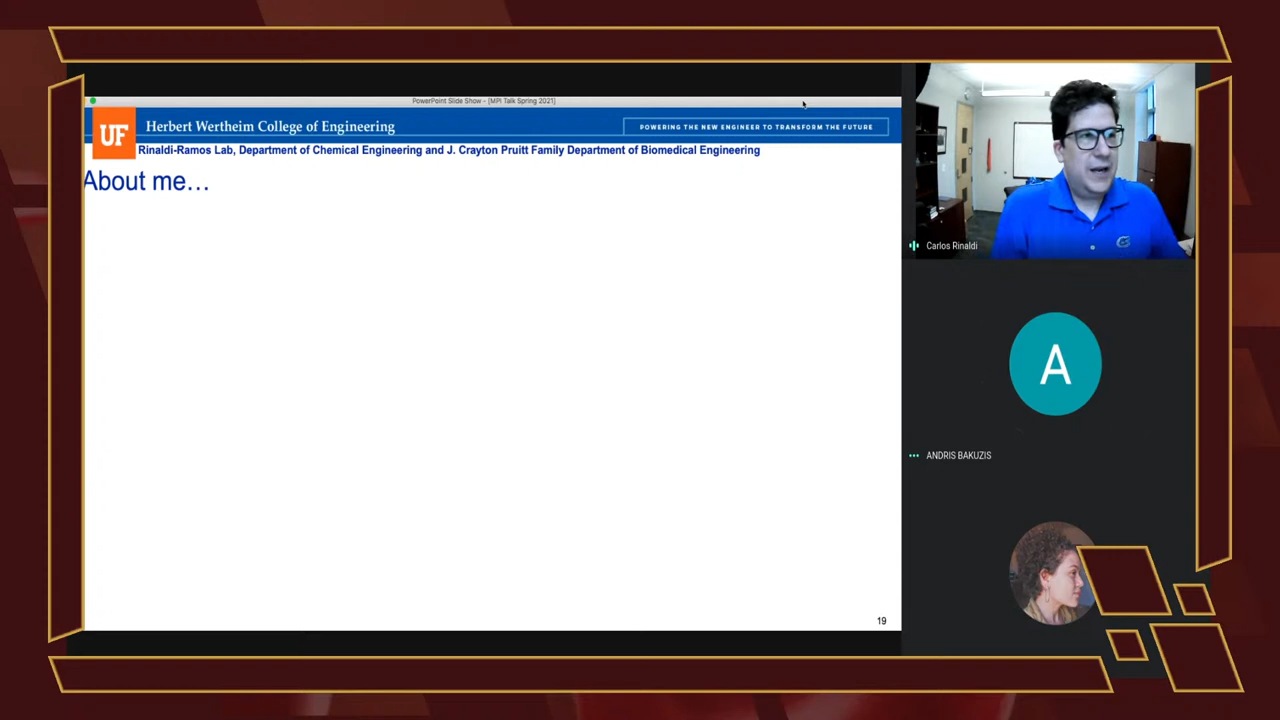 PowerPoint Slide Show - [MPI Talk Spring 2021]
UF
Herbert Wertheim College of Engineering
POWERING THE NEW ENGINEER TO TRANSFORM THE FUTURE
Rinaldi-Ramos Lab, Department of Chemical Engineering and J. Crayton Pruitt Family Department of Biomedical Engineering
About me…
19
Carlos Rinaldi
A
ANDRIS BAKUZIS